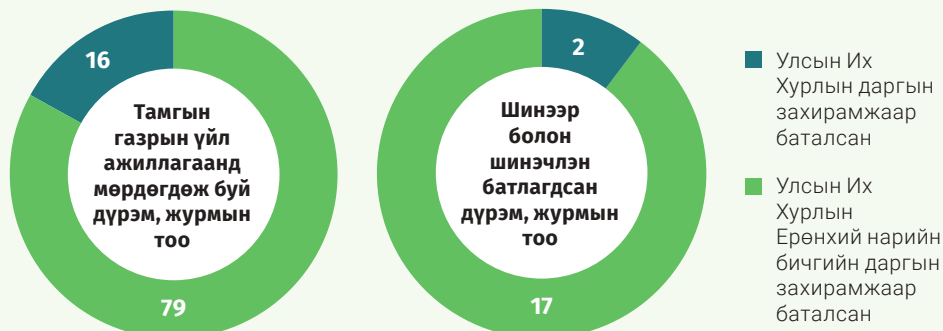 16
Тамгын
газрын үйл
ажиллагаанд
мөрдөгдөж буй
дүрэм, журмын
тоо
79
2
Шинээр
болон
шинэчлэн
батлагдсан
дүрэм, журмын
тоо
17
Улсын Их
Хурлын даргын
захирамжаар
баталсан
Улсын Их
Хурлын
Ерөнхий нарийн
бичгийн даргын
захирамжаар
баталсан